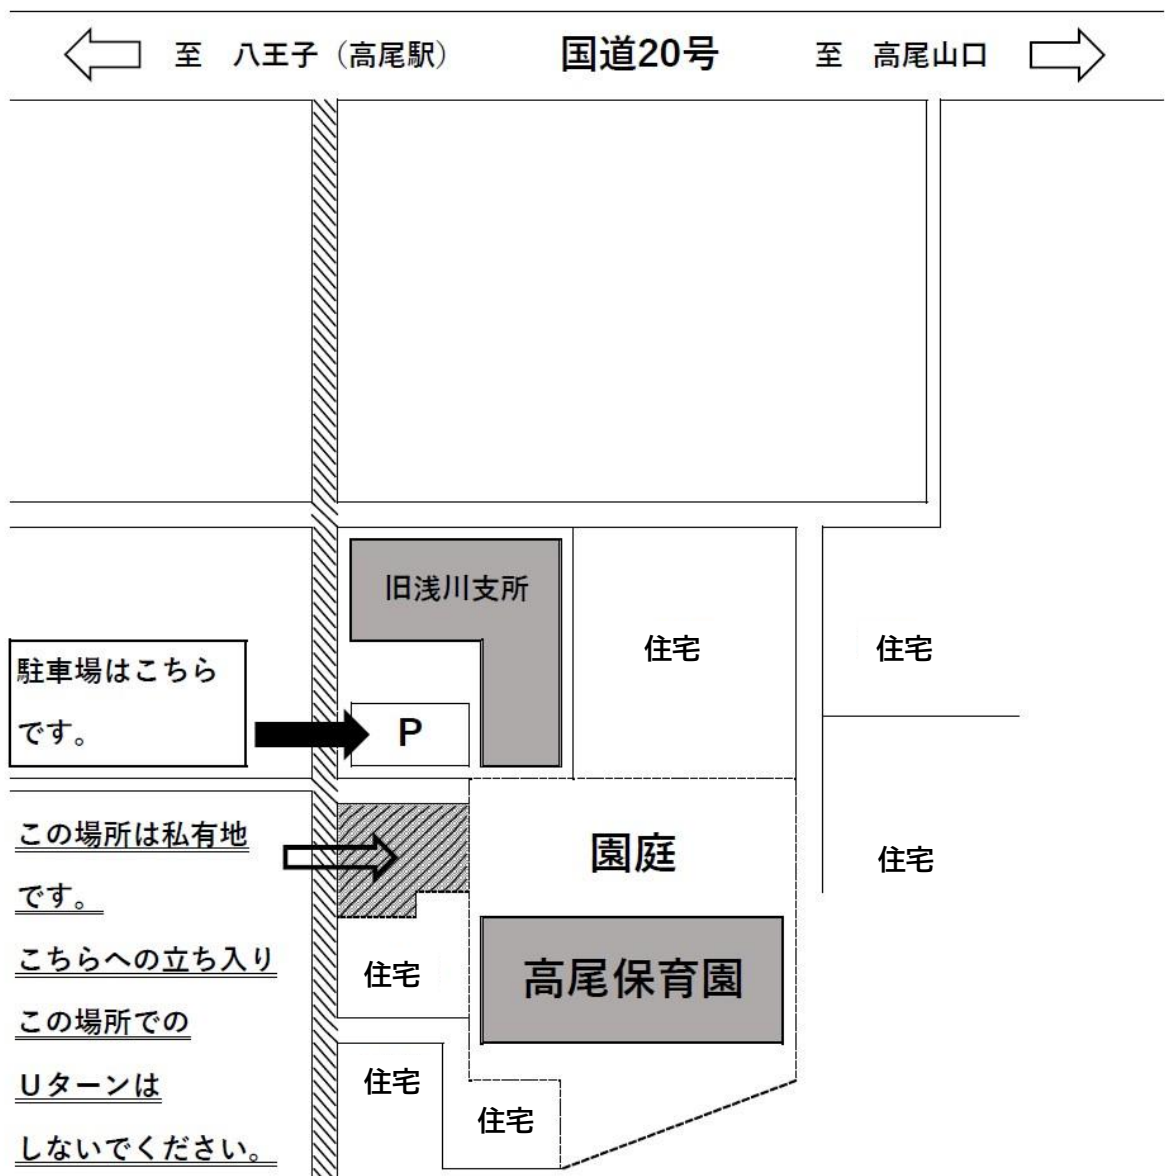 至 八王子（高尾駅）
国道20号
至 高尾山口
旧浅川支所
住宅
住宅
駐車場はこちら
です。
P
この場所は私有地
です。
こちらへの立ち入り
この場所での
Uターンは
しないでください。
園庭
住宅
住宅
高尾保育園
住宅
住宅